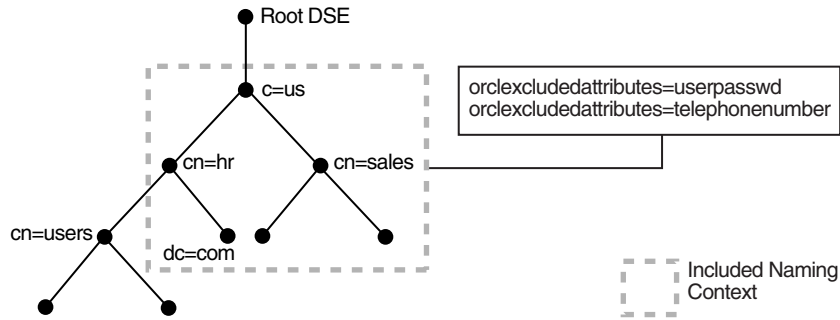 Root DSE
c=us
orclexcludedattributes=userpasswd
orclexcludedattributes=telephonenumber
cn=hr
cn=sales
cn=users
dc=com
Included Naming
Context